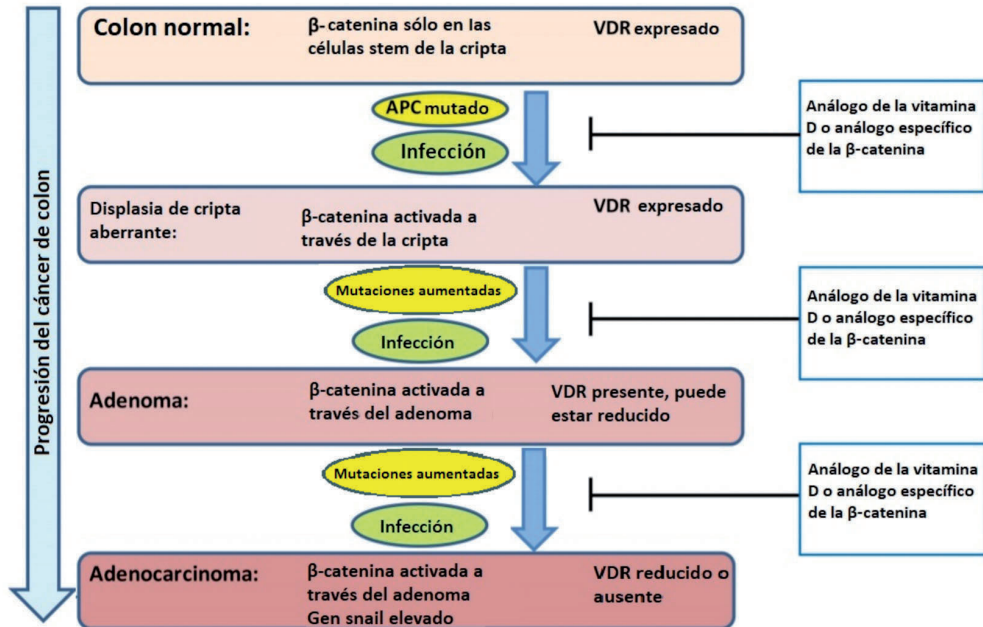 Progresión del cáncer de colon
Colon normal:
β-catenina sólo en las
células stem de la cripta
VDR expresado
APC mutado
Infección
Análogo de la vitamina
D o análogo específico
de la β-catenina
Displasia de cripta
aberrante:
β-catenina activada a
través de la cripta
VDR expresado
Mutaciones aumentadas
Infección
Análogo de la vitamina
D o análogo específico
de la β-catenina
Adenoma:
β-catenina activada a
través del adenoma
VDR presente, puede
estar reducido
Mutaciones aumentadas
Infección
Análogo de la vitamina
D o análogo específico
de la β-catenina
Adenocarcinoma:
β-catenina activada a
través del adenoma
Gen snail elevado
VDR reducido o
ausente